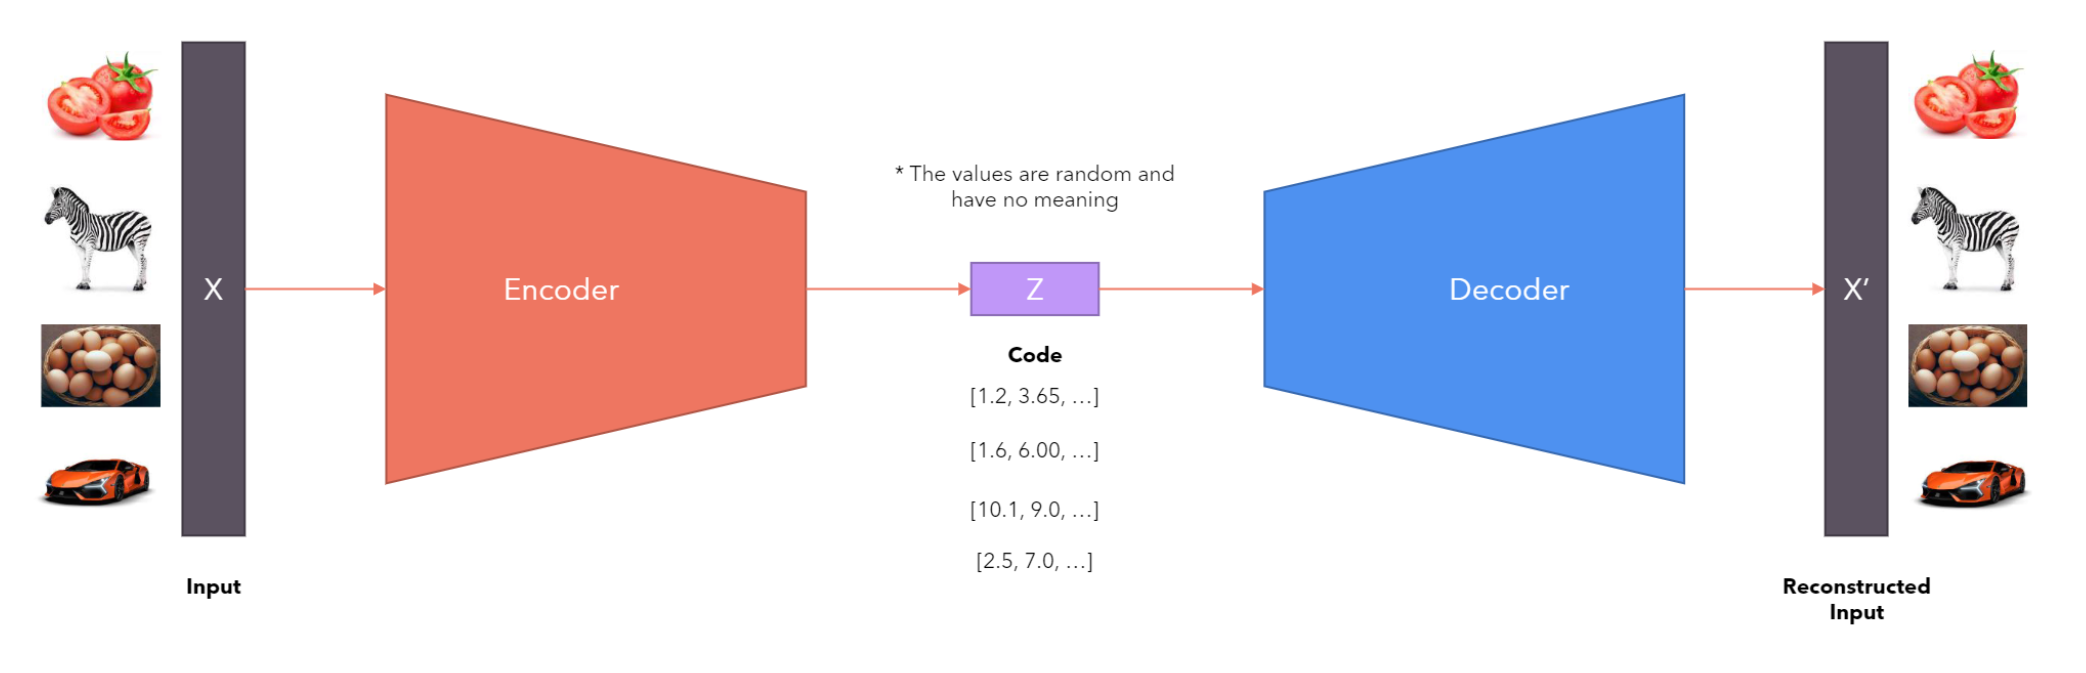 * The values are random and
have no meaning
X
Encoder
Z
Decoder
X’
Code
[1.2, 3.65, …]
[1.6, 6.00, …]
[10.1, 9.0, …]
[2.5, 7.0, …]
Input
Reconstructed
Input